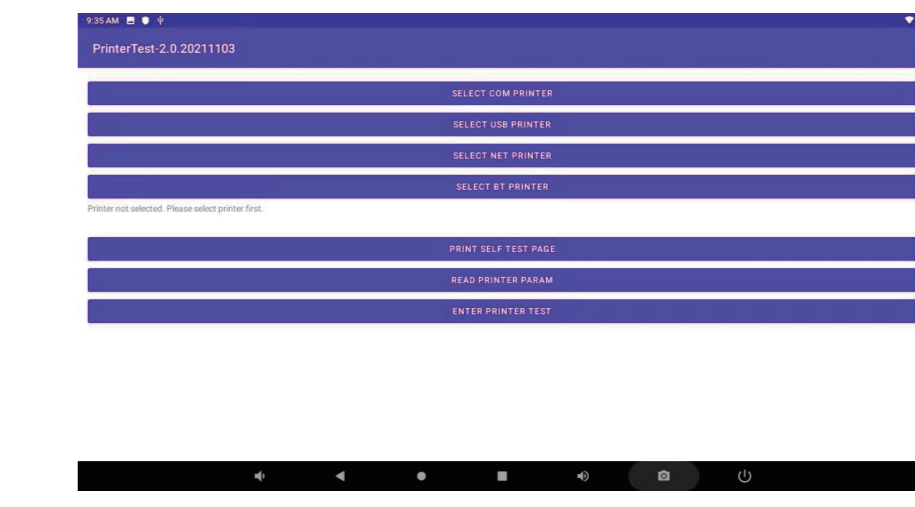 9:35 AM
PrinterTest-2.0.20211103
SELECT COM PRINTER
SELECT USB PRINTER
SELECT NET PRINTER
SELECT BT PRINTER
Printer not selected. Please select printer first.
PRINT SELF TEST PAGE
READ PRINTER PARAM
ENTER PRINTER TEST